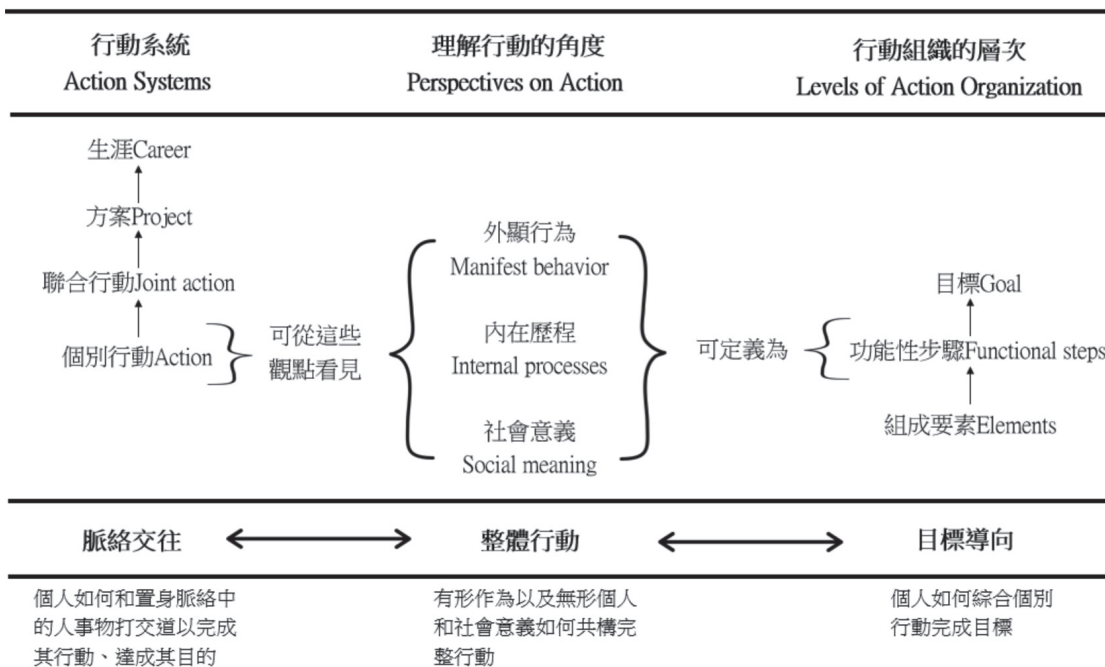 行動系統
Action Systems
理解行動的角度
Perspectives on Action
行動組織的層次
Levels of Action Organization
生涯Career
方案Project
聯合行動Joint action
個別行動Action
可從這些
觀點看見
外顯行為
Manifest behavior
內在歷程
Internal processes
社會意義
Social meaning
可定義為
目標Goal
功能性步驟Functional steps
組成要素Elements
脈絡交往
整體行動
目標導向
個人如何和置身脈絡中
的人事物打交道以完成
其行動、達成其目的
有形作為以及無形個人
和社會意義如何共構完
整行動
個人如何綜合個別
行動完成目標